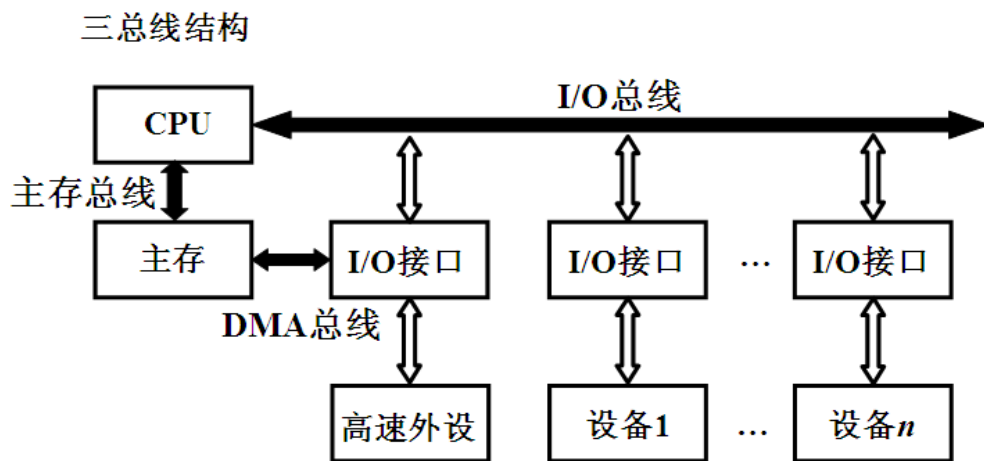 三总线结构
I/O总线
CPU
主存总线
主存
I/O接口
I/O接口
...
I/O接口
DMA总线
高速外设
设备1
...
设备n